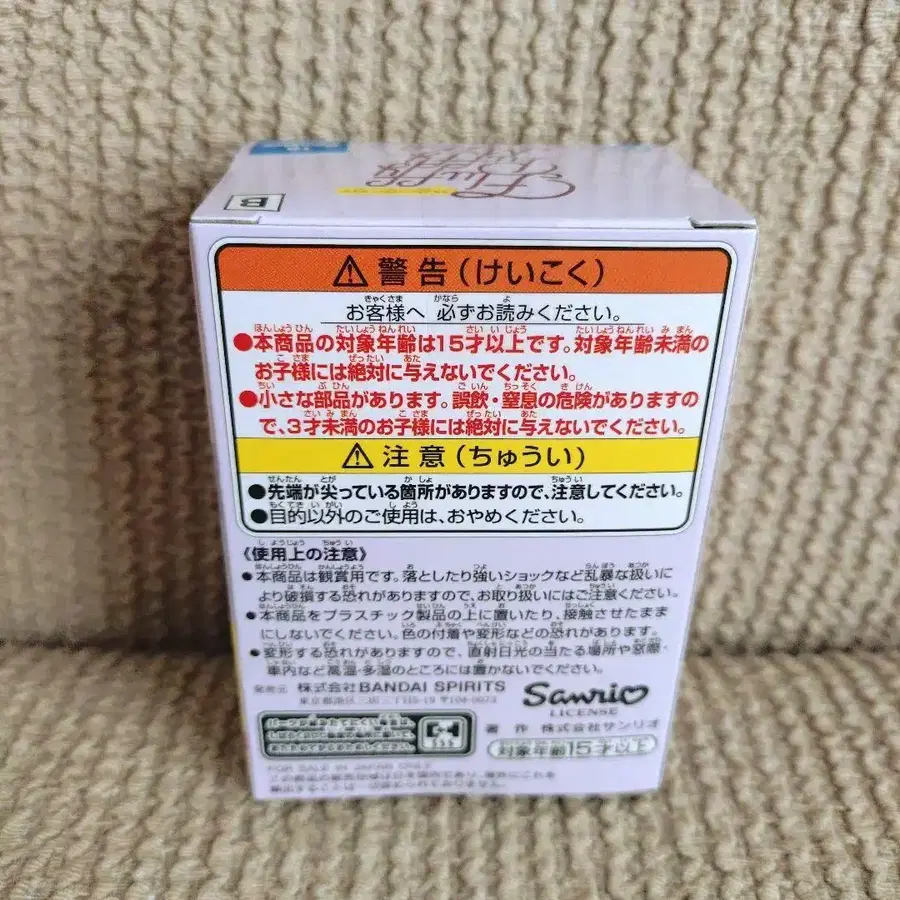 Fluffy Puffy
B
⚠警告(けいこく)
お客様へ 必ずお読みください。
●本商品の対象年齢は15才以上です。対象年齢未満の
お子様には絶対に与えないでください。
●小さな部品があります。誤飲・窒息の危険がありますの
で、3才未満のお子様には絶対に与えないでください。
⚠注意(ちゅうい)
●先端が尖っている箇所がありますので、注意してください。
●目的以外のご使用は、おやめください。
《使用上の注意》
●本商品は観賞用です。落としたり強いショックなど乱暴な扱いに
より破損する恐れがありますので、お取り扱いにはご注意ください。
●本商品をプラスチック製品の上に置いたり、接触させたまま
にしないでください。色の付着や変形などの恐れがあります。
●変形する恐れがありますので、直射日光の当たる場所や窓際・
車内など高温・多湿のところには置かないでください。
発売元 株式会社BANDAI SPIRITS
Sanrio
LICENSE
著作 株式会社サンリオ
対象年齢15才以上
FOR SALE IN JAPAN ONLY